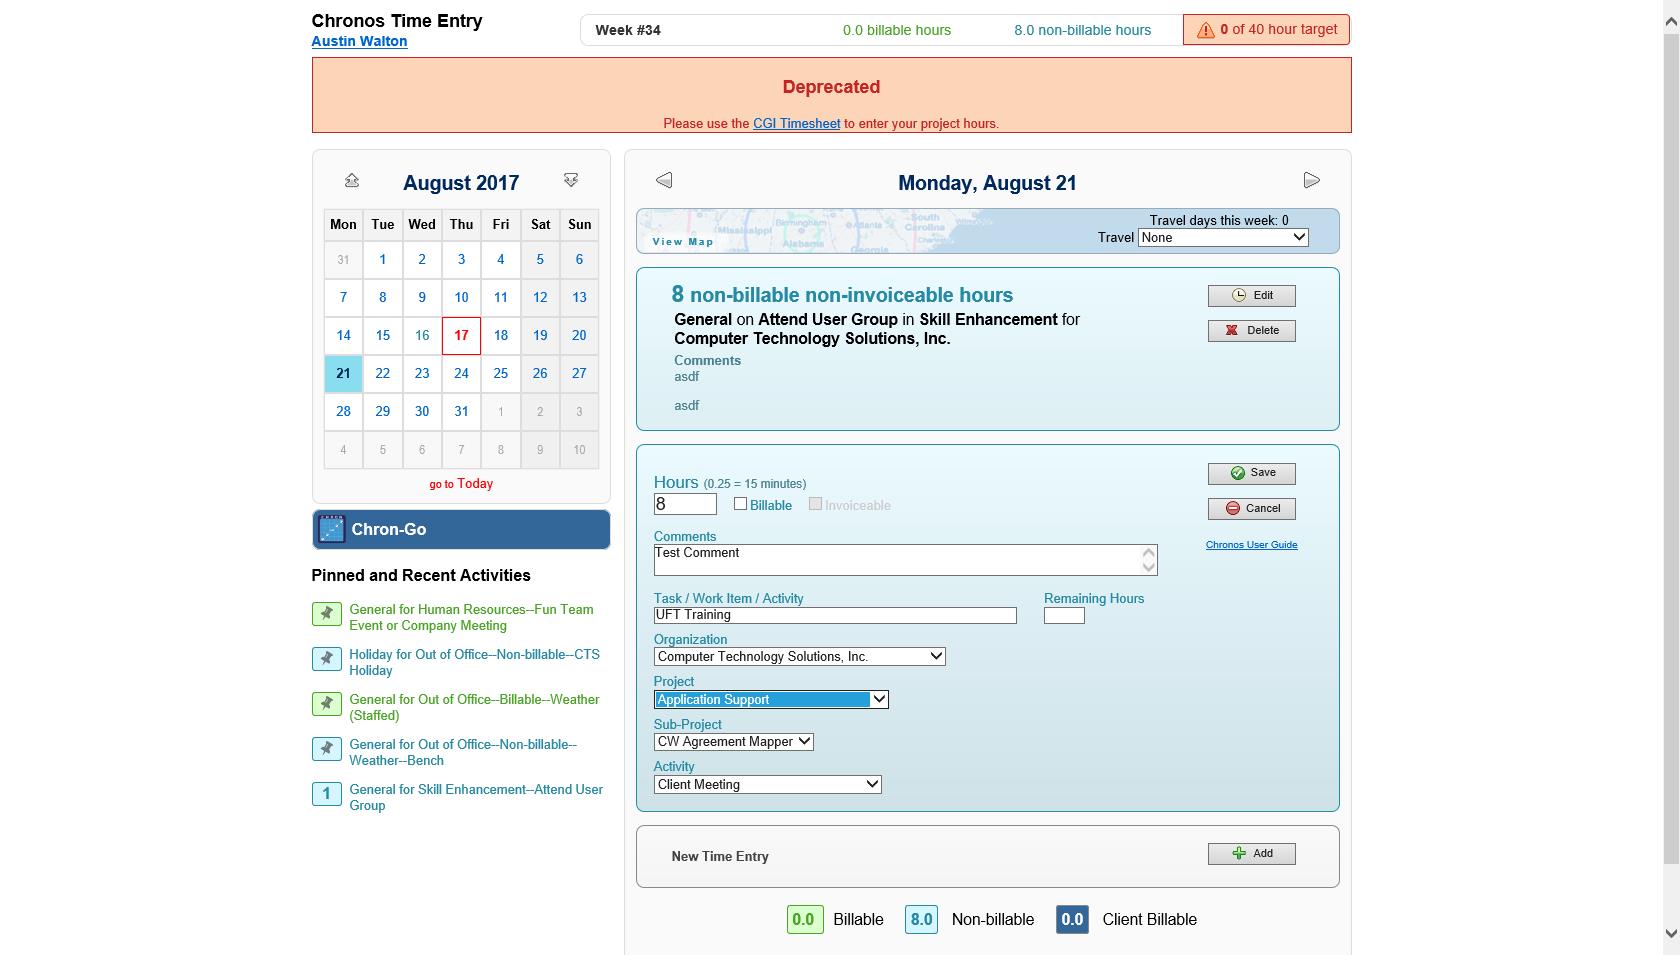 Chronos Time Entry
Austin Walton
Week #34
0.0 billable hours
8.0 non-billable hours
0 of 40 hour target
Deprecated
Please use the CGI Timesheet to enter your project hours.
August 2017
Mon Tue Wed Thu Fri Sat Sun
31 1 2 3 4 5 6
7 8 9 10 11 12 13
14 15 16 17 18 19 20
21 22 23 24 25 26 27
28 29 30 31 1 2 3
4 5 6 7 8 9 10
go to Today
Chron-Go
Pinned and Recent Activities
General for Human Resources--Fun Team
Event or Company Meeting
Holiday for Out of Office--Non-billable--CTS
Holiday
General for Out of Office--Billable--Weather
(Staffed)
General for Out of Office--Non-billable--
Weather--Bench
1
General for Skill Enhancement--Attend User
Group
Monday, August 21
Mississippi
Birmingham
Alabama
Atlanta
South
Carolina
View Map
Travel days this week: 0
Travel None
8 non-billable non-invoiceable hours
General on Attend User Group in Skill Enhancement for
Computer Technology Solutions, Inc.
Comments
asdf
asdf
Edit
Delete
Hours (0.25 = 15 minutes)
8
Billable
Invoiceable
Save
Cancel
Chronos User Guide
Comments
Test Comment
Task / Work Item / Activity
UFT Training
Remaining Hours
Organization
Computer Technology Solutions, Inc.
Project
Application Support
Sub-Project
CW Agreement Mapper
Activity
Client Meeting
New Time Entry
Add
0.0 Billable
8.0 Non-billable
0.0 Client Billable